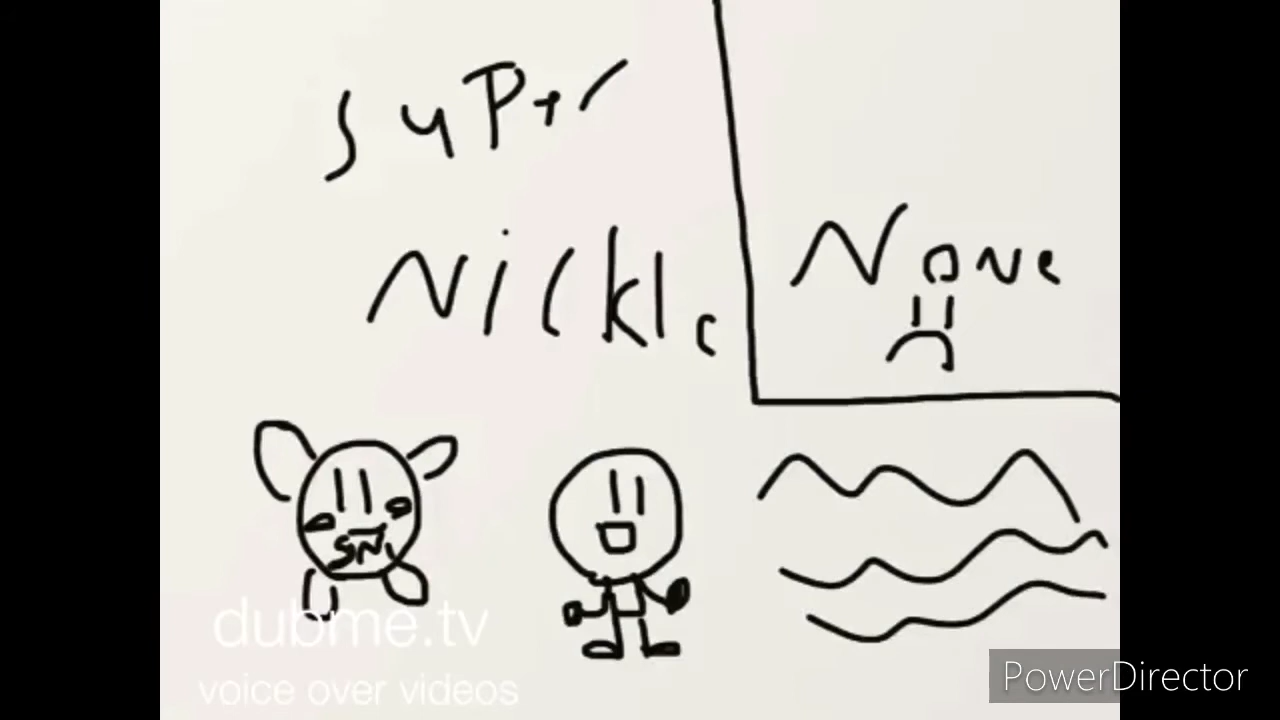 super
Nickle
None
SN
dubme.tv
voice over videos
PowerDirector